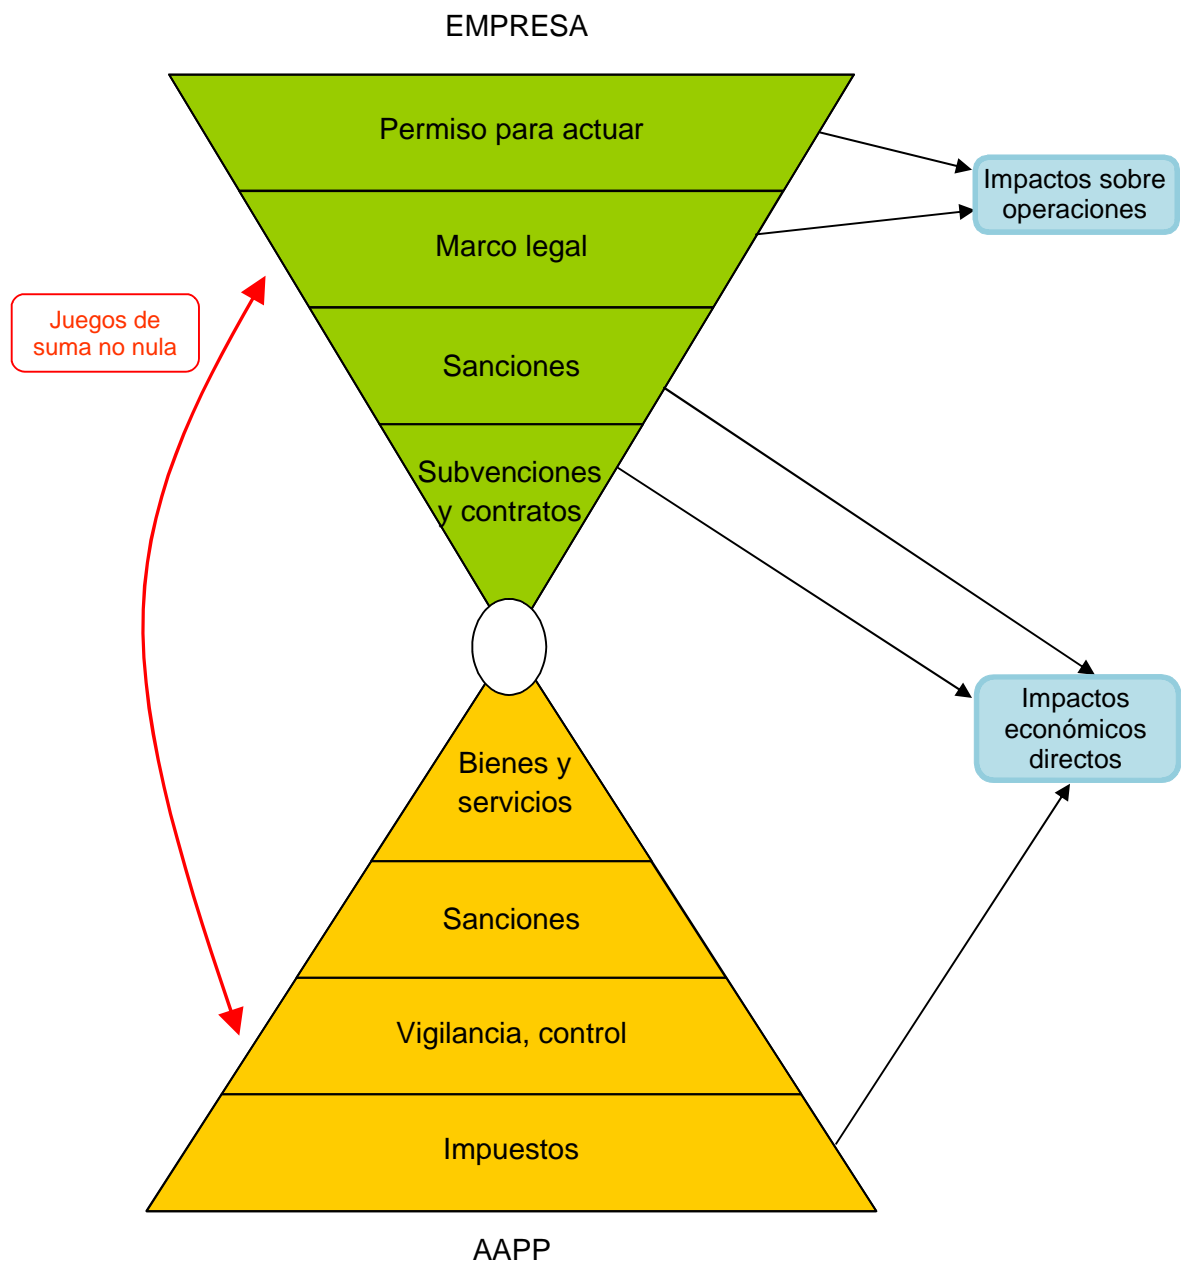 EMPRESA
Permiso para actuar
Impactos sobre
operaciones
Marco legal
Juegos de
suma no nula
Sanciones
Subvenciones
y contratos
Impactos
económicos
directos
Bienes y
servicios
Sanciones
Vigilancia, control
Impuestos
AAPP